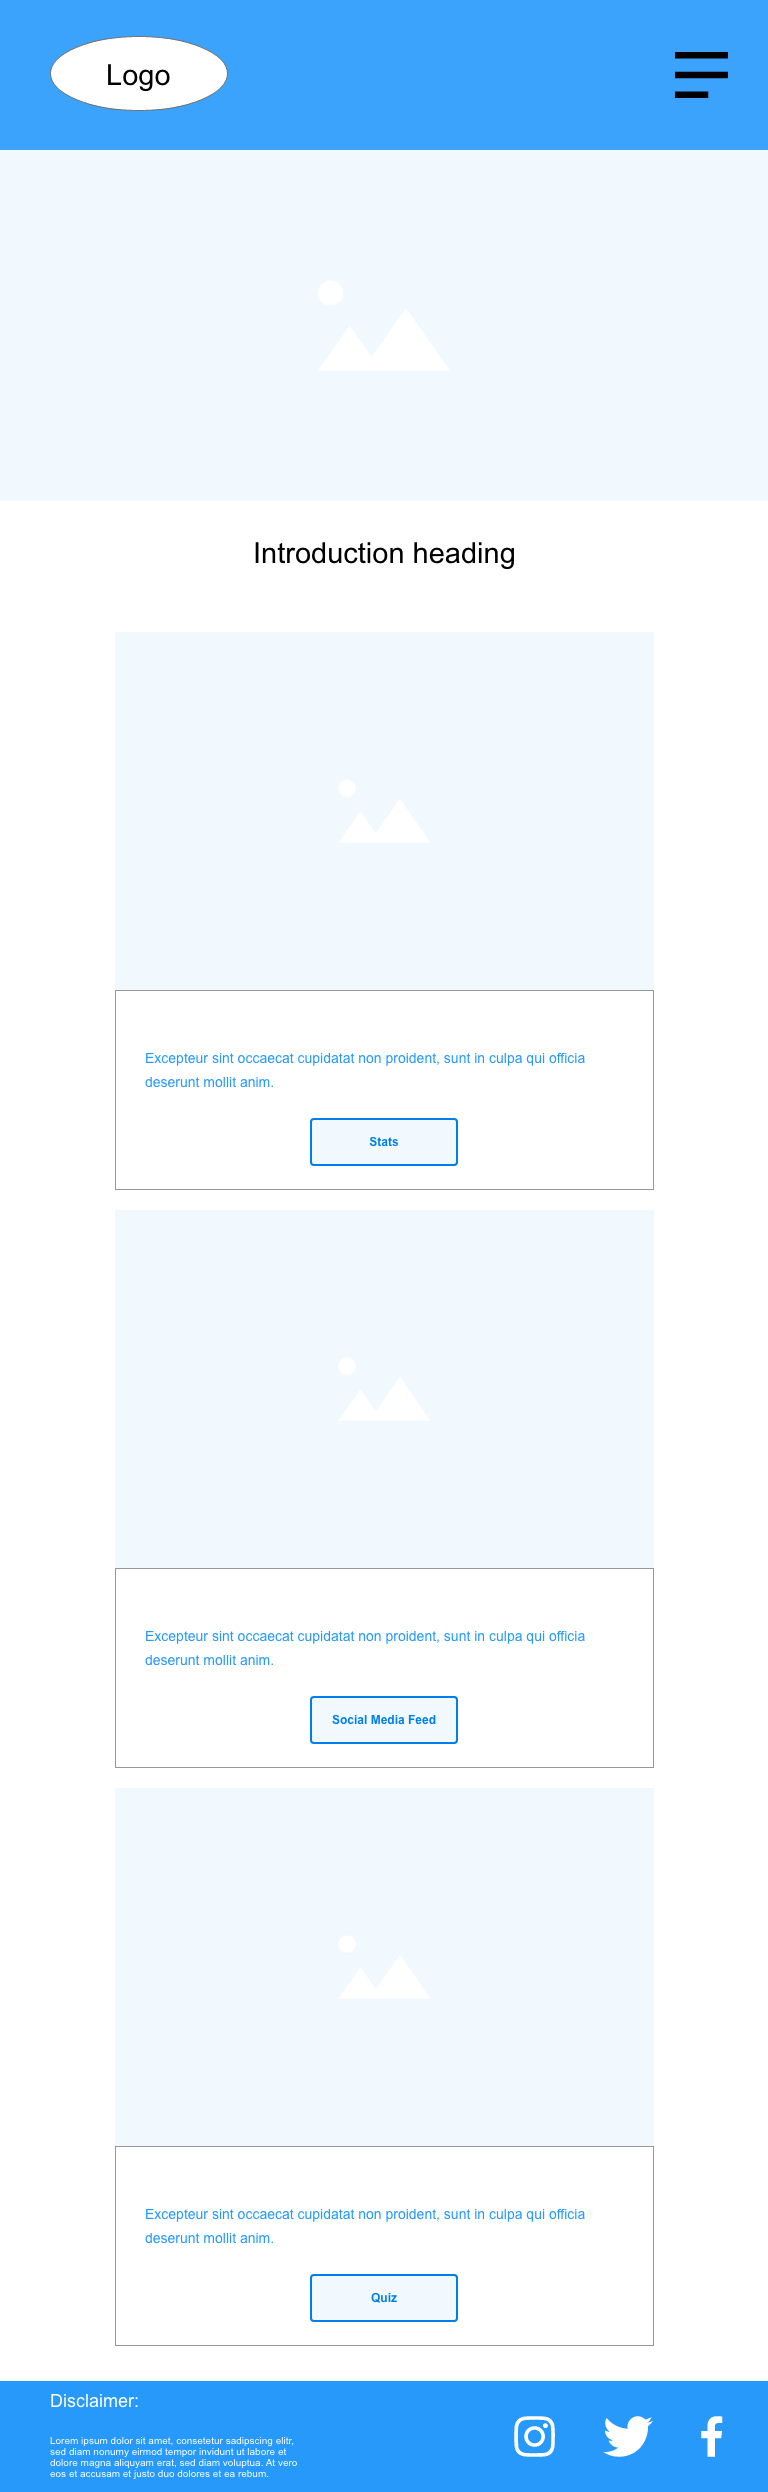 Logo
Introduction heading
Excepteur sint occaecat cupidatat non proident, sunt in culpa qui officia
deserunt mollit anim.
Stats
Excepteur sint occaecat cupidatat non proident, sunt in culpa qui officia
deserunt mollit anim.
Social Media Feed
Excepteur sint occaecat cupidatat non proident, sunt in culpa qui officia
deserunt mollit anim.
Quiz
Disclaimer:
Lorem ipsum dolor sit amet, consetetur sadipscing elitr,
sed diam nonumy eirmod tempor invidunt ut labore et
dolore magna aliquyam erat, sed diam voluptua. At vero
eos et accusam et justo duo dolores et ea rebum.